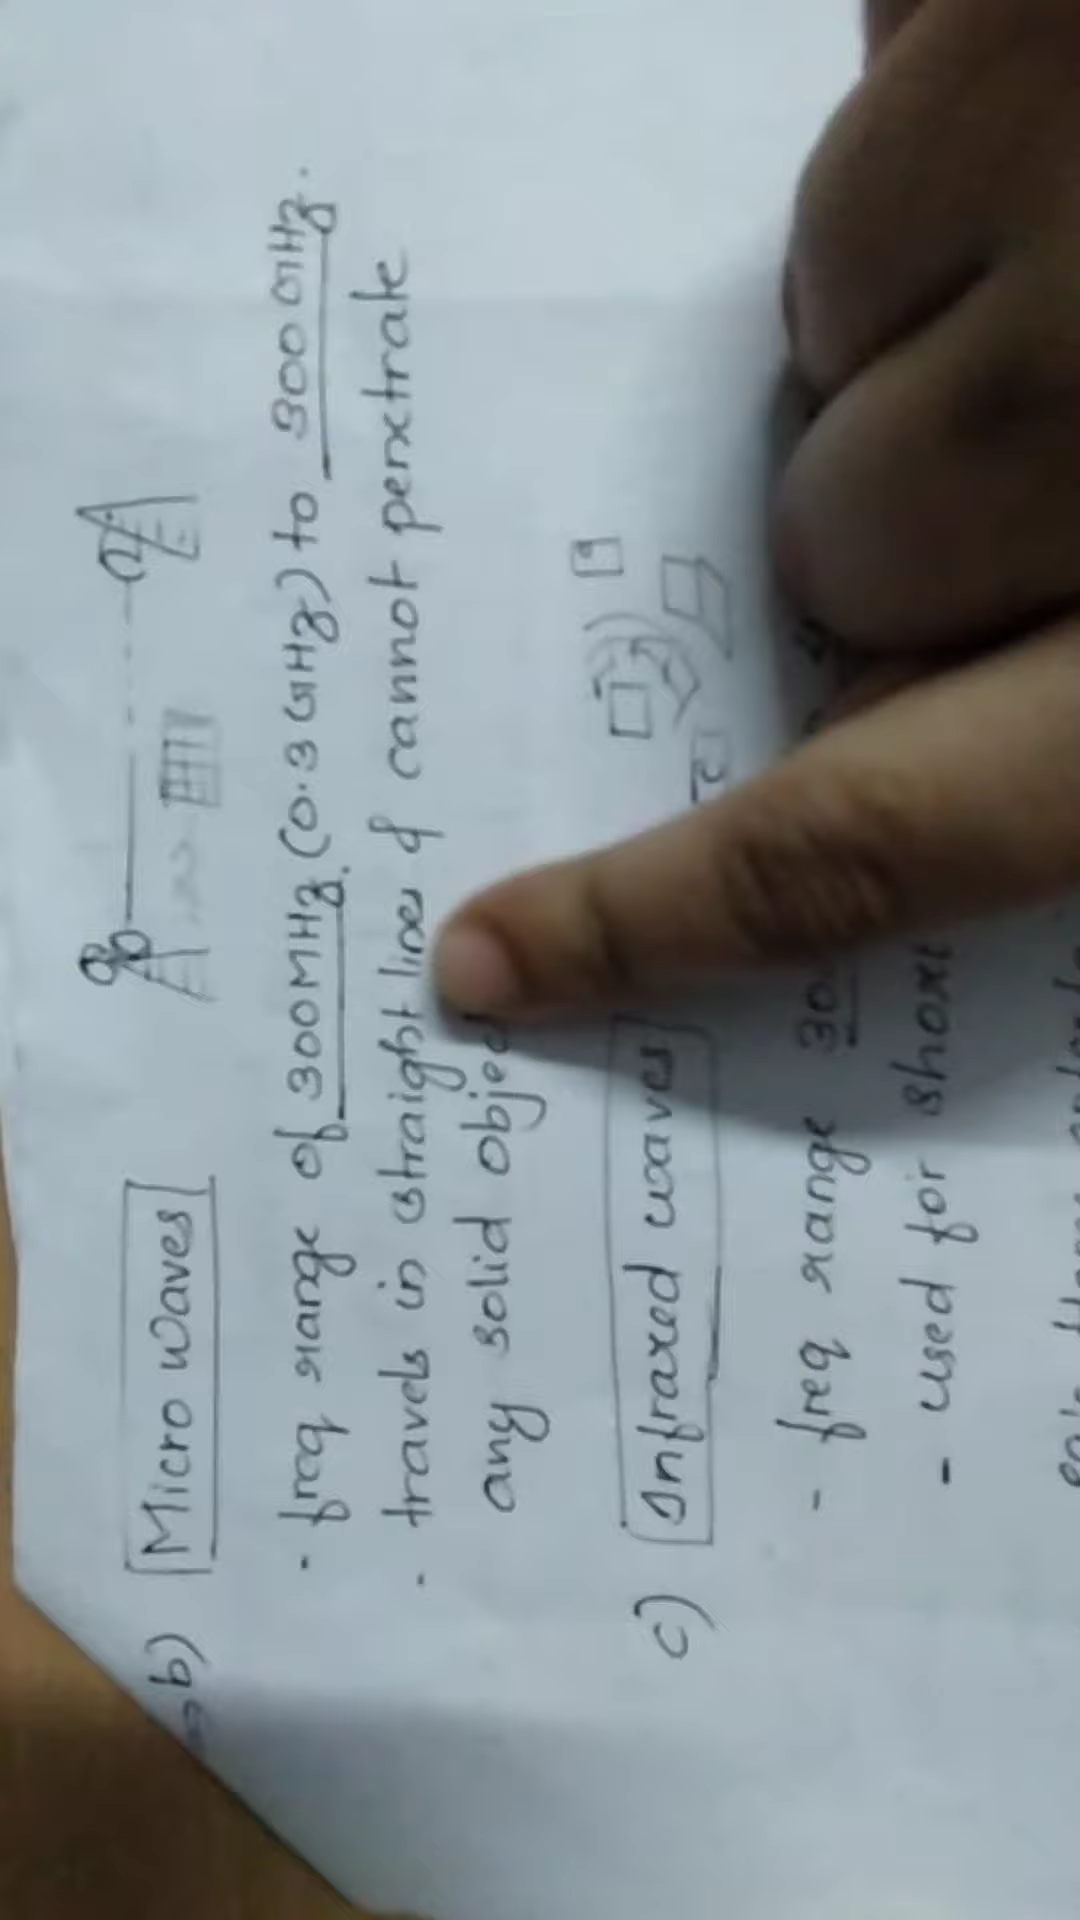 b) Micro waves
- freq range of 300MHz (0.3 GHz) to 300 GHz.
- travels in straight lines & cannot penetrate
any solid objec
c) Infrared waves
- freq range 30
- used for shor